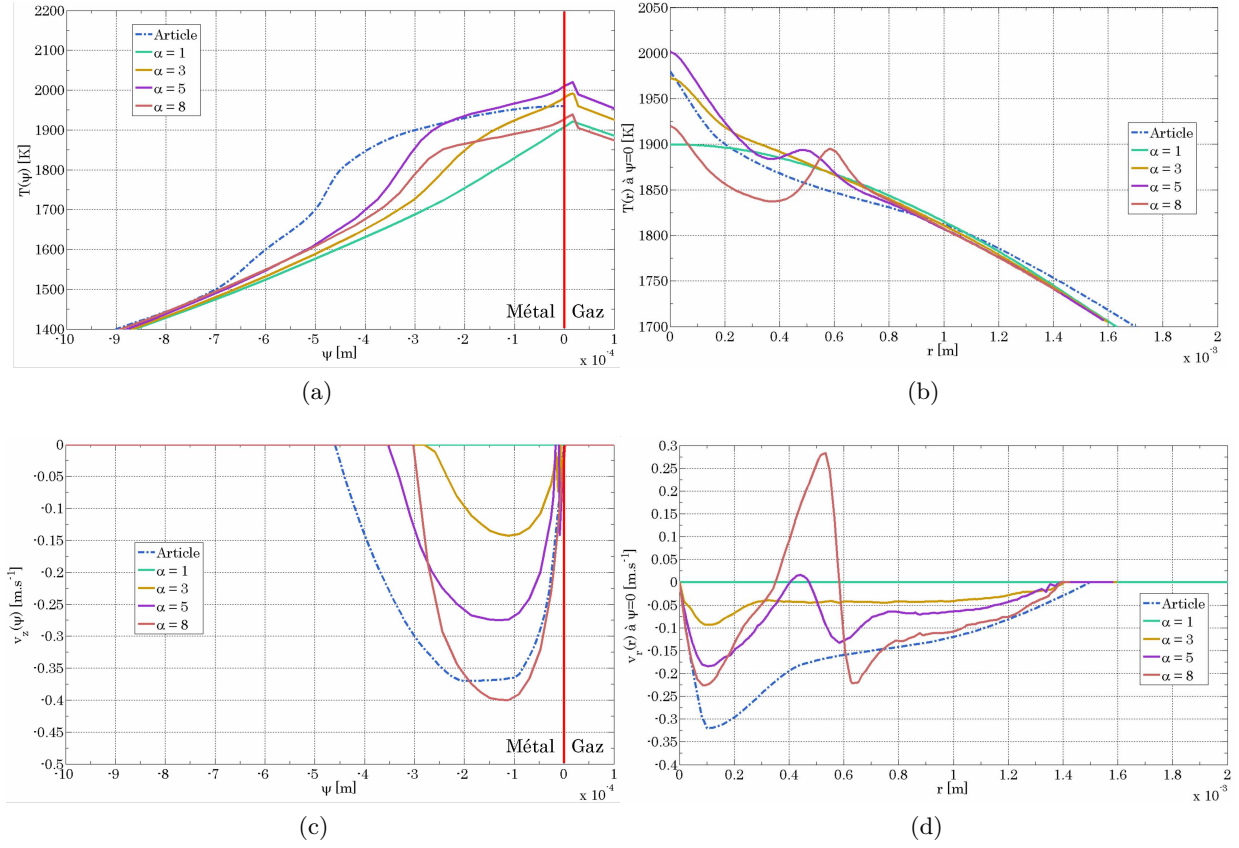 2200
2100
2000
1900
1800
1700
1600
1500
1400
T(ψ) [K]
Article
α = 1
α = 3
α = 5
α = 8
Métal Gaz
-10 -9 -8 -7 -6 -5 -4 -3 -2 -1 0 1
ψ [m]
x 10⁻⁴
(a)
2050
2000
1950
1900
1850
1800
1750
1700
T(r) à ψ=0 [K]
Article
α = 1
α = 3
α = 5
α = 8
0 0.2 0.4 0.6 0.8 1 1.2 1.4 1.6 1.8 2
r [m]
x 10⁻³
(b)
0
-0.05
-0.1
-0.15
-0.2
-0.25
-0.3
-0.35
-0.4
-0.45
-0.5
v_z(ψ) [m.s⁻¹]
Article
α = 1
α = 3
α = 5
α = 8
Métal Gaz
-10 -9 -8 -7 -6 -5 -4 -3 -2 -1 0 1
ψ [m]
x 10⁻⁴
(c)
0.3
0.25
0.2
0.15
0.1
0.05
0
-0.05
-0.1
-0.15
-0.2
-0.25
-0.3
-0.35
-0.4
v_r(r) à ψ=0 [m.s⁻¹]
Article
α = 1
α = 3
α = 5
α = 8
0 0.2 0.4 0.6 0.8 1 1.2 1.4 1.6 1.8 2
r [m]
x 10⁻³
(d)